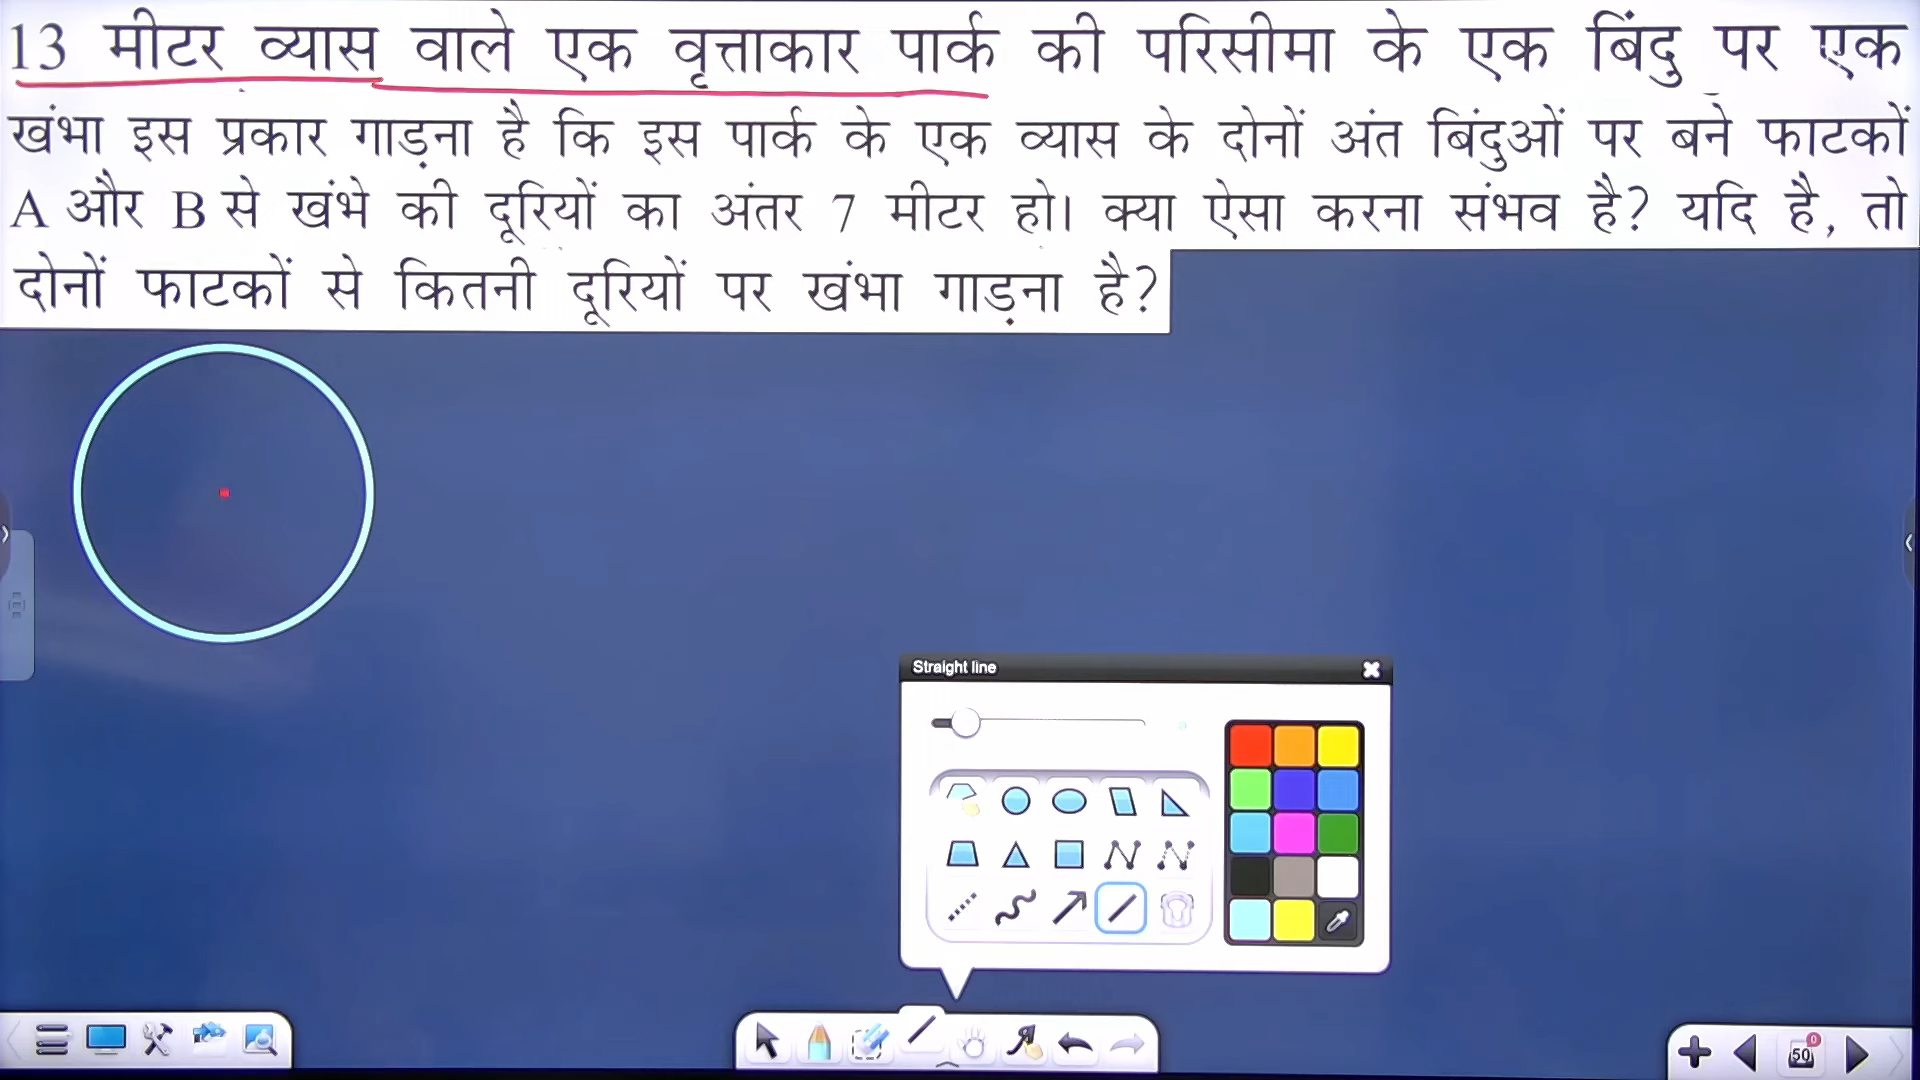 13 मीटर व्यास वाले एक वृत्ताकार पार्क की परिसीमा के एक बिंदु पर एक
खंभा इस प्रकार गाड़ना है कि इस पार्क के एक व्यास के दोनों अंत बिंदुओं पर बने फाटकों
A और B से खंभे की दूरियों का अंतर 7 मीटर हो। क्या ऐसा करना संभव है? यदि है, तो
दोनों फाटकों से कितनी दूरियों पर खंभा गाड़ना है?
Straight line
50
0